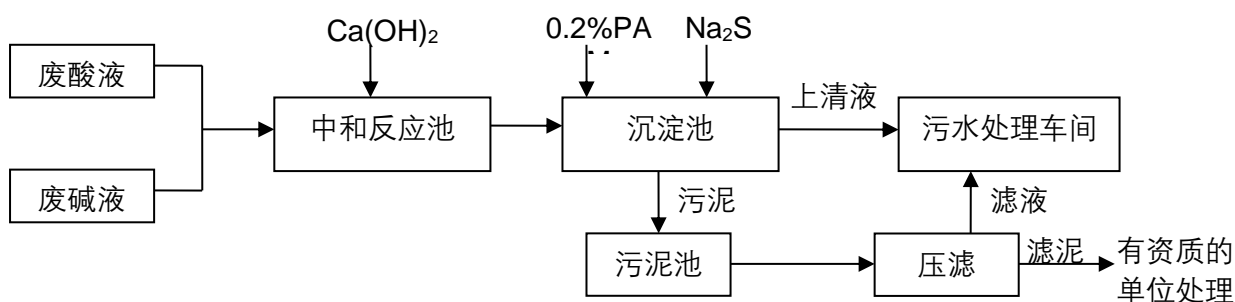 Ca(OH)₂
0.2%PA
Na₂S
废酸液
中和反应池
沉淀池
上清液
污水处理车间
废碱液
污泥
滤液
污泥池
压滤
滤泥
有资质的
单位处理